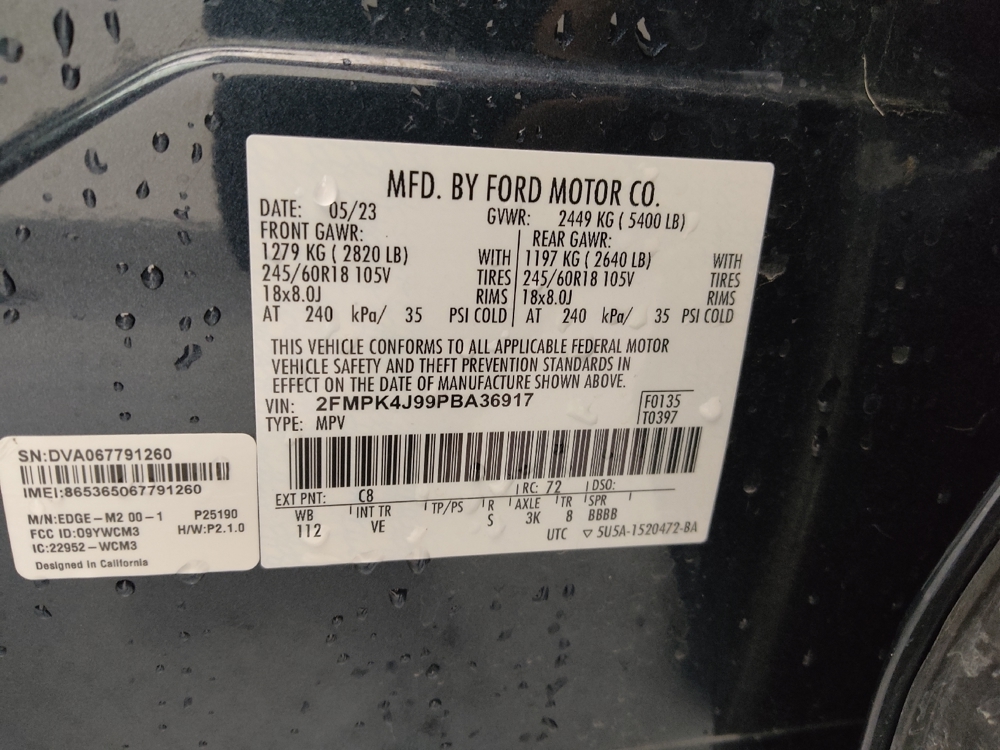 MFD. BY FORD MOTOR CO.
DATE: 05/23 GVWR: 2449 KG ( 5400 LB)
FRONT GAWR: REAR GAWR:
1279 KG ( 2820 LB) WITH 1197 KG ( 2640 LB) WITH
245/60R18 105V TIRES 245/60R18 105V TIRES
18x8.0J RIMS 18x8.0J RIMS
AT 240 kPa/ 35 PSI COLD AT 240 kPa/ 35 PSI COLD
THIS VEHICLE CONFORMS TO ALL APPLICABLE FEDERAL MOTOR
VEHICLE SAFETY AND THEFT PREVENTION STANDARDS IN
EFFECT ON THE DATE OF MANUFACTURE SHOWN ABOVE.
VIN: 2FMPK4J99PBA36917 F0135
TYPE: MPV T0397
EXT PNT: C8 RC: 72 DSO:
WB INT TR TP/PS R AXLE TR SPR
112 VE S 3K 8 BBBB
UTC ▽ 5U5A-1520472-BA
SN:DVA067791260
IMEI:865365067791260
M/N:EDGE-M2 00-1 P25190
FCC ID:O9YWCM3 H/W:P2.1.0
IC:22952-WCM3
Designed in California